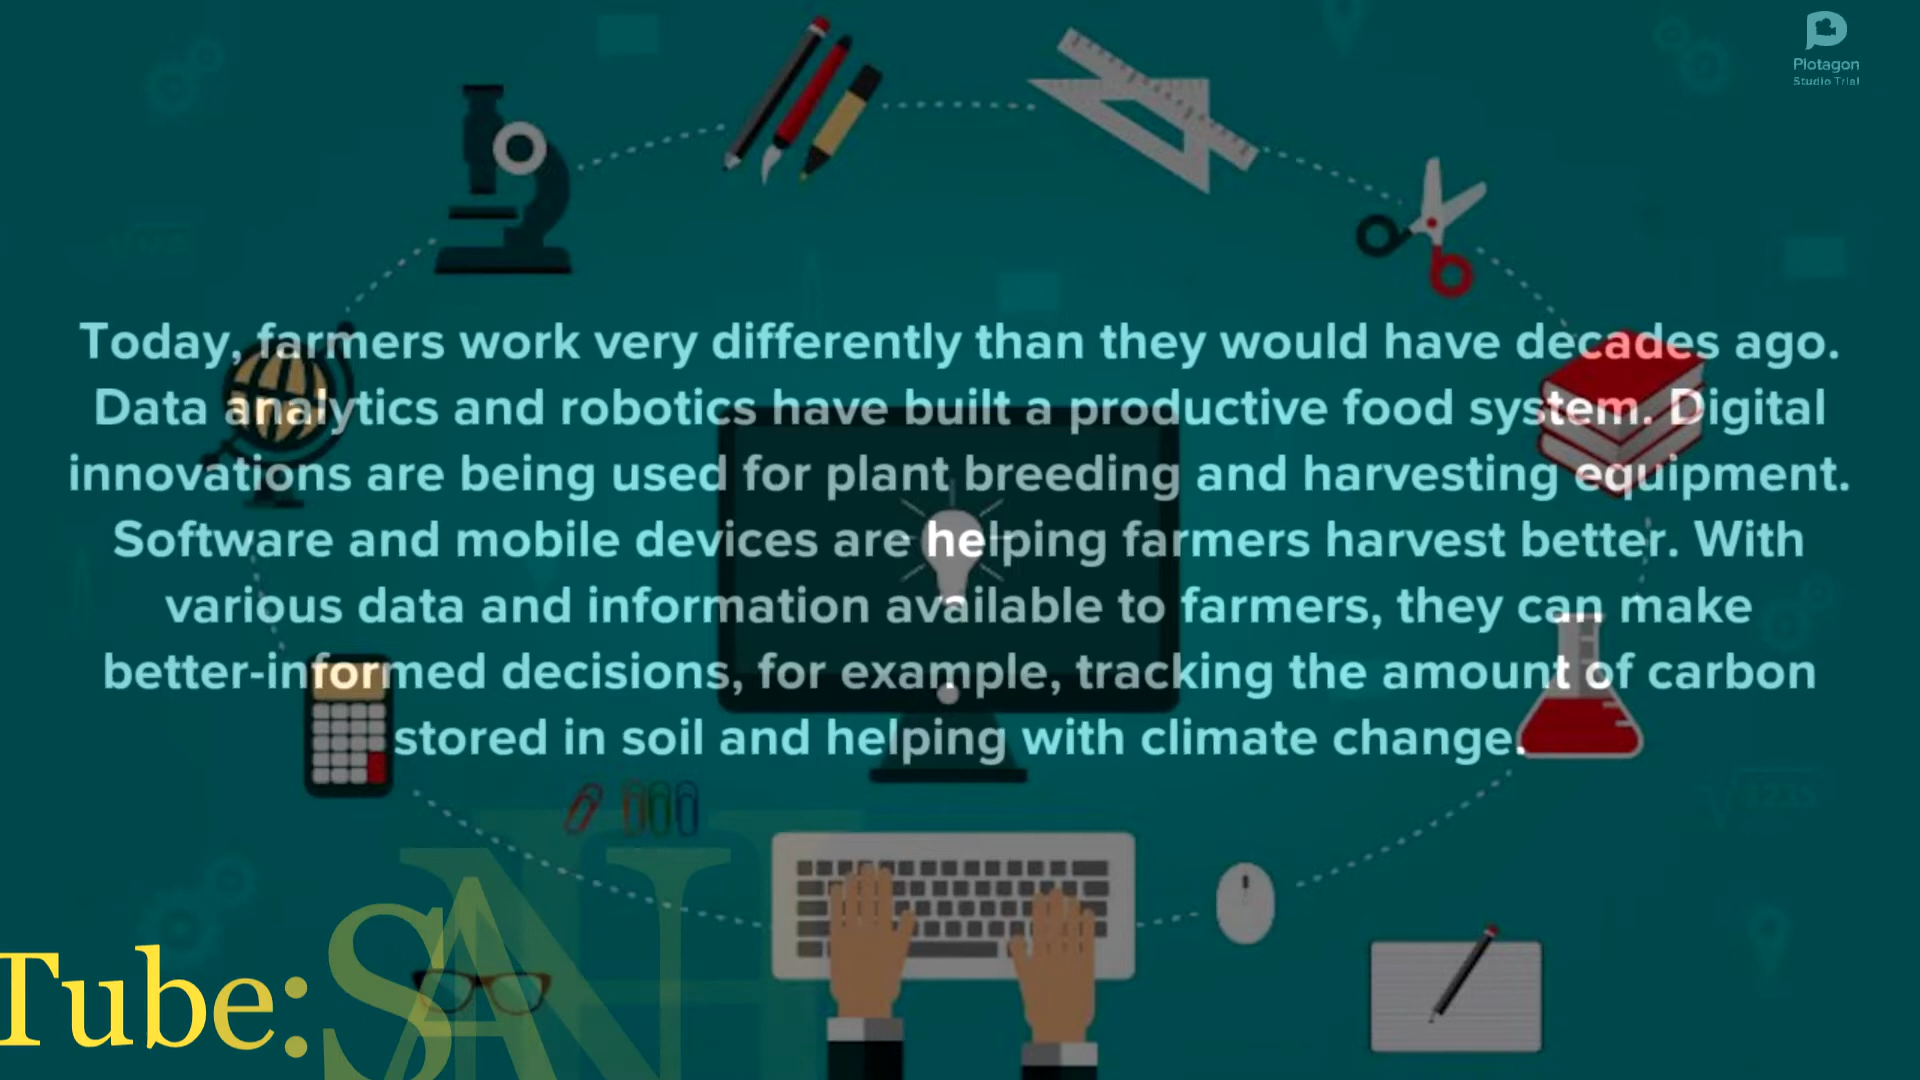 Plotagon
Studio Trial
Today, farmers work very differently than they would have decades ago.
Data analytics and robotics have built a productive food system. Digital
innovations are being used for plant breeding and harvesting equipment.
Software and mobile devices are helping farmers harvest better. With
various data and information available to farmers, they can make
better-informed decisions, for example, tracking the amount of carbon
stored in soil and helping with climate change.
Tube: